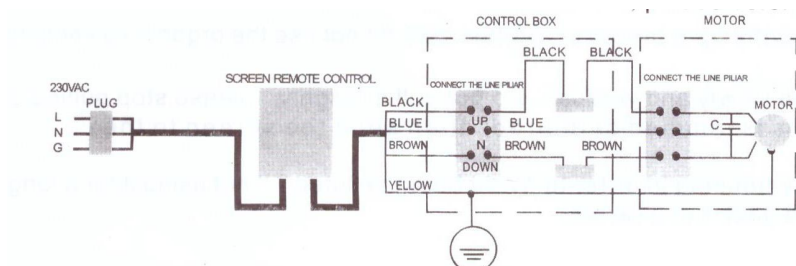 CONTROL BOX
MOTOR
BLACK BLACK
230VAC
SCREEN REMOTE CONTROL
CONNECT THE LINE PILIAR
CONNECT THE LINE PILIAR
PLUG
BLACK
MOTOR
L
UP
C
BLUE
BLUE
N
N
BROWN
BROWN
BROWN
G
DOWN
YELLOW